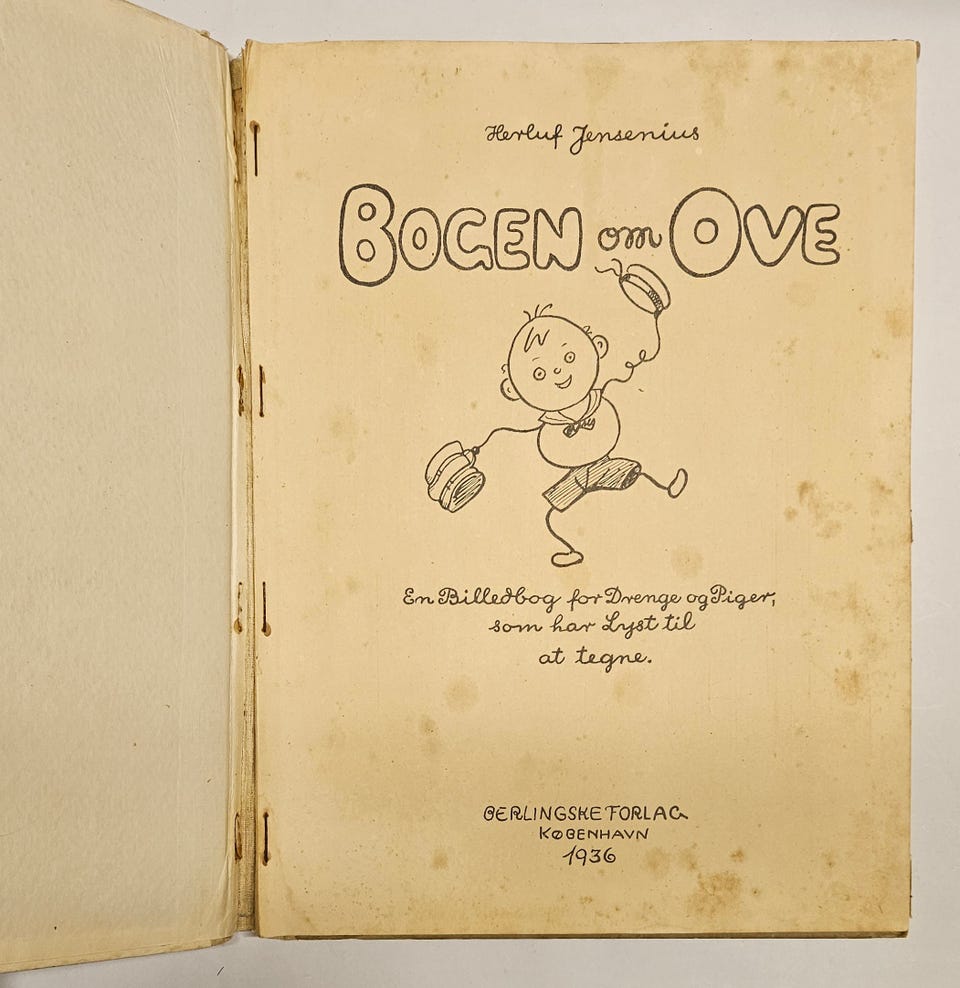 Herluf Jensenius
BOGEN om OVE
En Billedbog for Drenge og Piger,
som har Lyst til
at tegne.
BERLINGSKE FORLAG
KØBENHAVN
1936